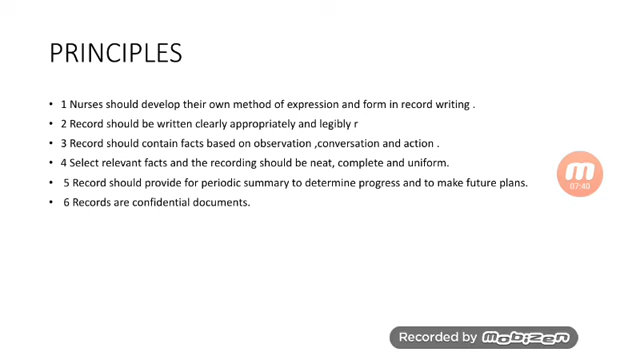 PRINCIPLES
• 1 Nurses should develop their own method of expression and form in record writing .
• 2 Record should be written clearly appropriately and legibly r
• 3 Record should contain facts based on observation ,conversation and action .
• 4 Select relevant facts and the recording should be neat, complete and uniform.
• 5 Record should provide for periodic summary to determine progress and to make future plans.
• 6 Records are confidential documents.
m
07:40
Recorded by mobizen